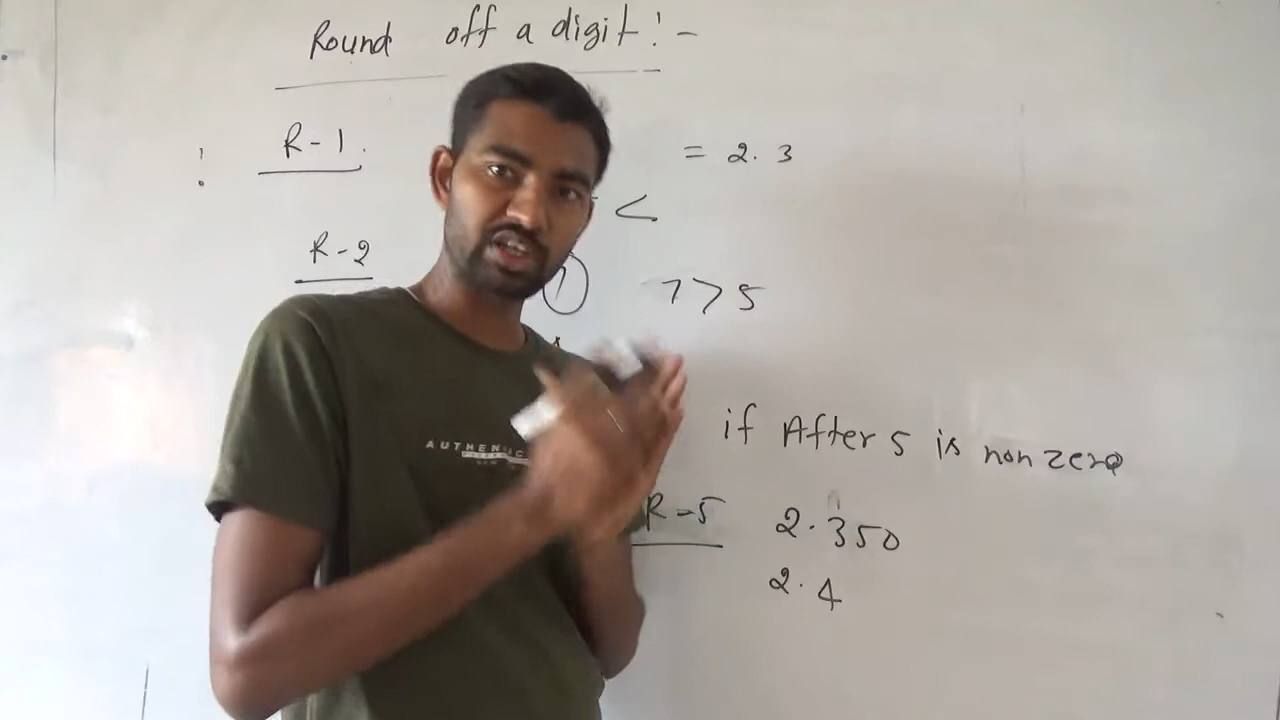 Round off a digit! -
R-1.
= 2.3
<
R-2
7 > 5
if After 5 is non zero
R-5 2.350
2.4